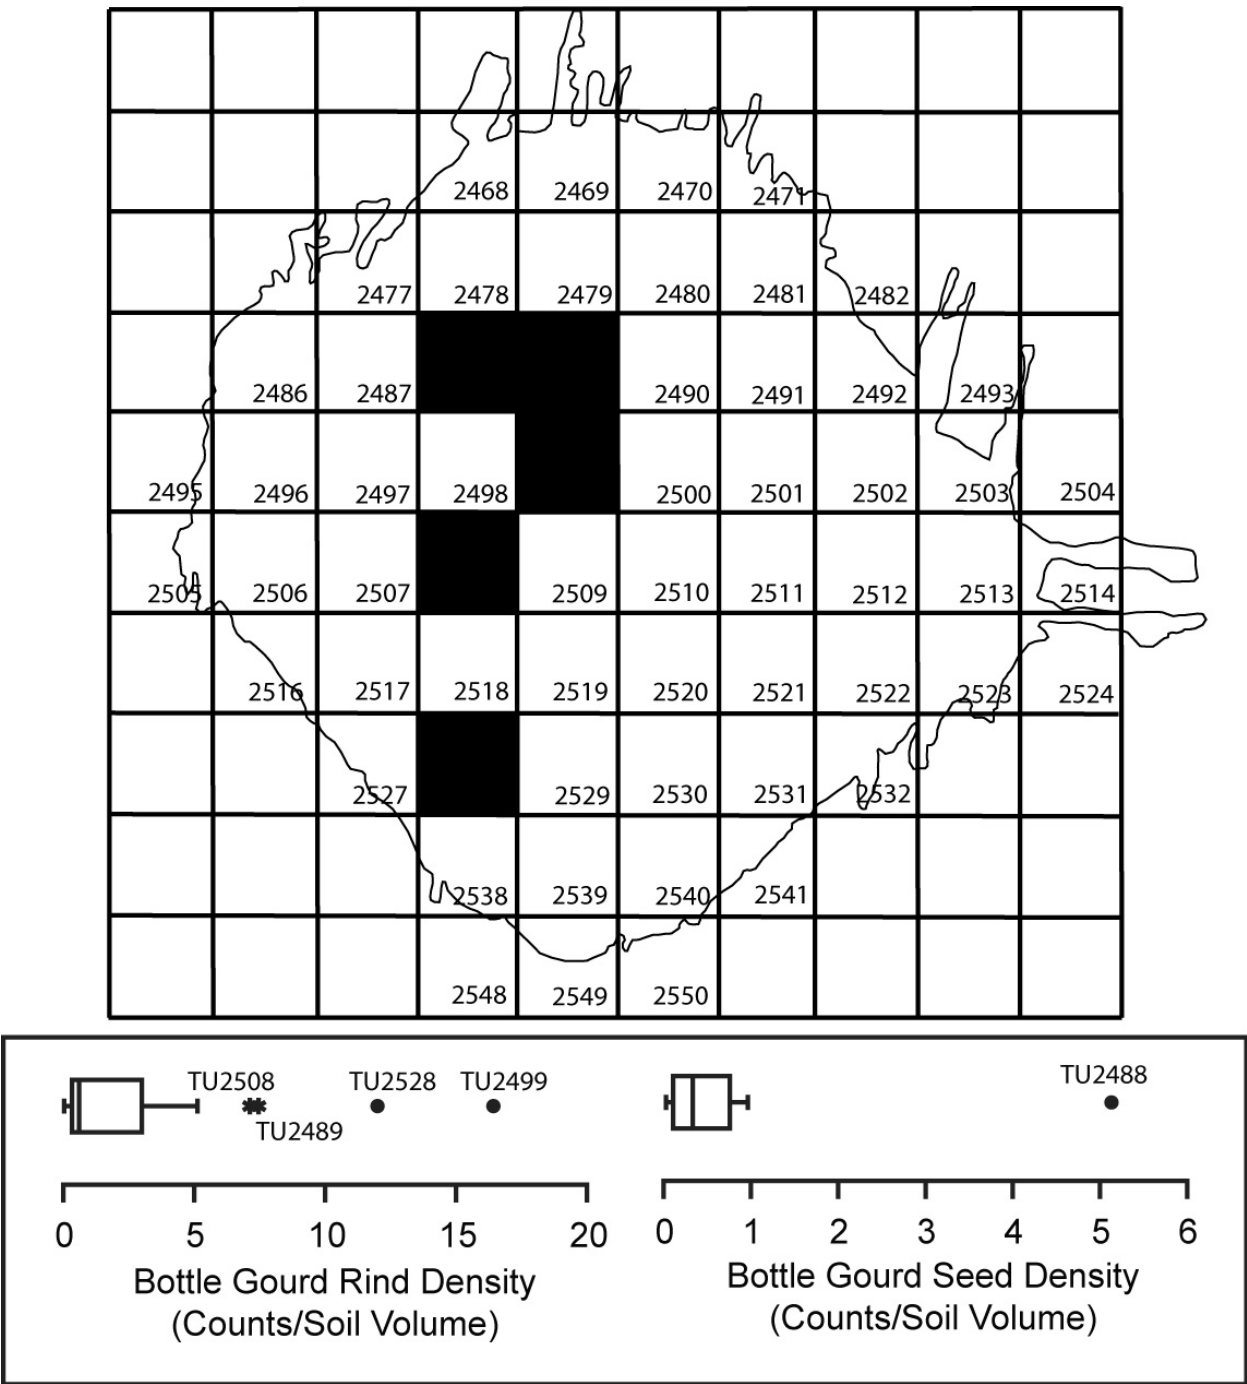 2468 2469 2470 2471
2477 2478 2479 2480 2481 2482
2486 2487 2490 2491 2492 2493
2495 2496 2497 2498 2500 2501 2502 2503 2504
2505 2506 2507 2509 2510 2511 2512 2513 2514
2516 2517 2518 2519 2520 2521 2522 2523 2524
2527 2529 2530 2531 2532
2538 2539 2540 2541
2548 2549 2550
TU2508 TU2528 TU2499
TU2489
0 5 10 15 20
Bottle Gourd Rind Density
(Counts/Soil Volume)
TU2488
0 1 2 3 4 5 6
Bottle Gourd Seed Density
(Counts/Soil Volume)